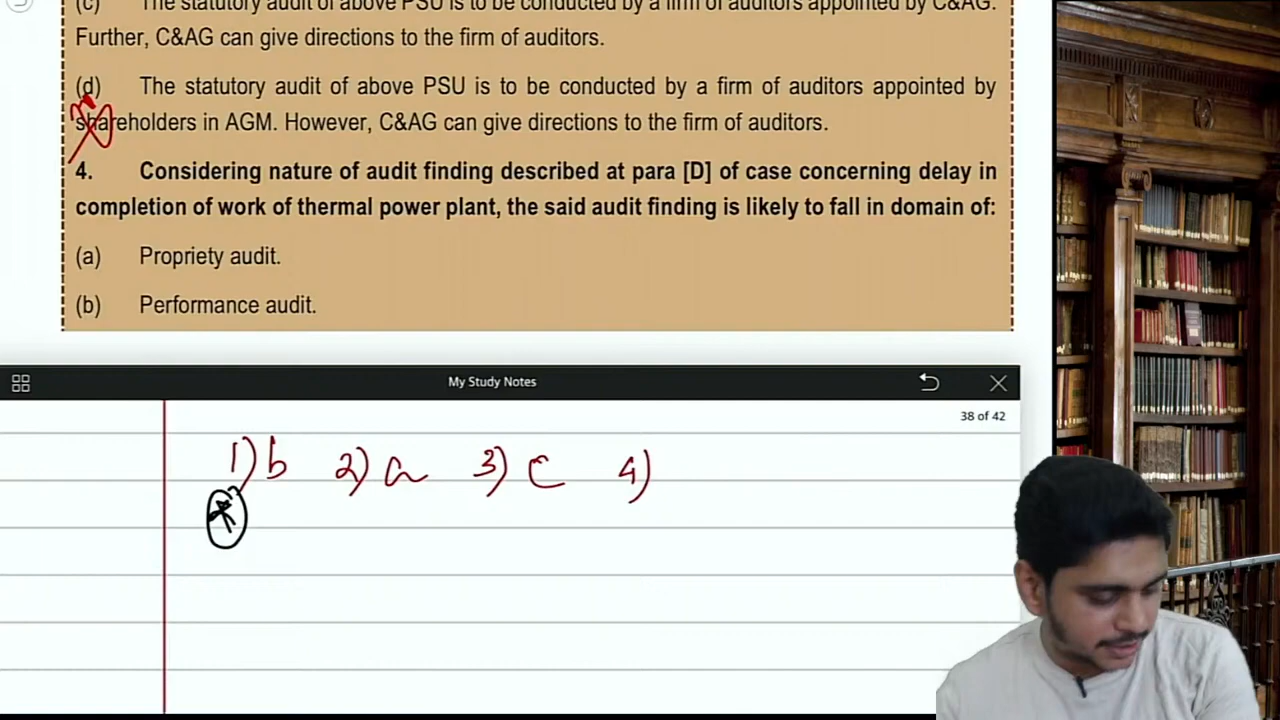 (c) The statutory audit of above PSU is to be conducted by a firm of auditors appointed by C&AG.
Further, C&AG can give directions to the firm of auditors.
(d) The statutory audit of above PSU is to be conducted by a firm of auditors appointed by
shareholders in AGM. However, C&AG can give directions to the firm of auditors.
4. Considering nature of audit finding described at para [D] of case concerning delay in
completion of work of thermal power plant, the said audit finding is likely to fall in domain of:
(a) Propriety audit.
(b) Performance audit.
My Study Notes
38 of 42
1) b 2) a 3) c 4)